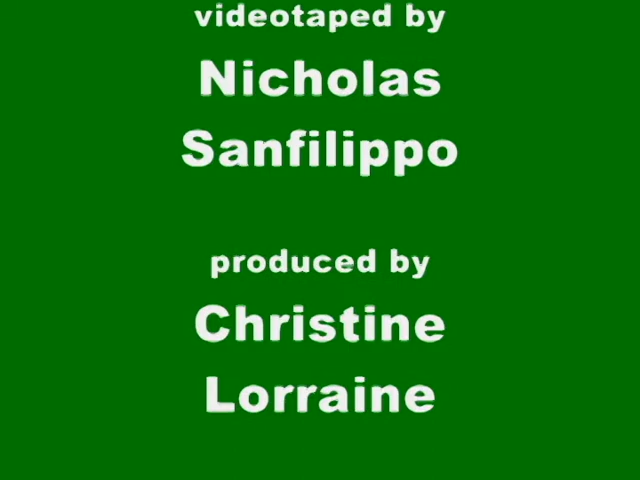 videotaped by
Nicholas
Sanfilippo
produced by
Christine
Lorraine